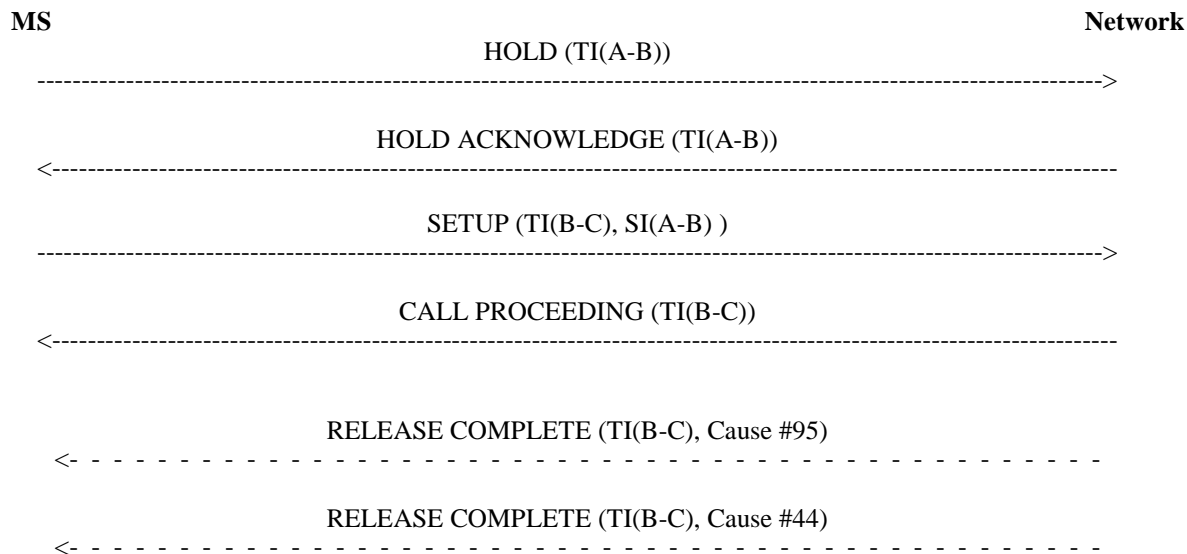 MS Network
HOLD (TI(A-B))
HOLD ACKNOWLEDGE (TI(A-B))
SETUP (TI(B-C), SI(A-B) )
CALL PROCEEDING (TI(B-C))
RELEASE COMPLETE (TI(B-C), Cause #95)
RELEASE COMPLETE (TI(B-C), Cause #44)